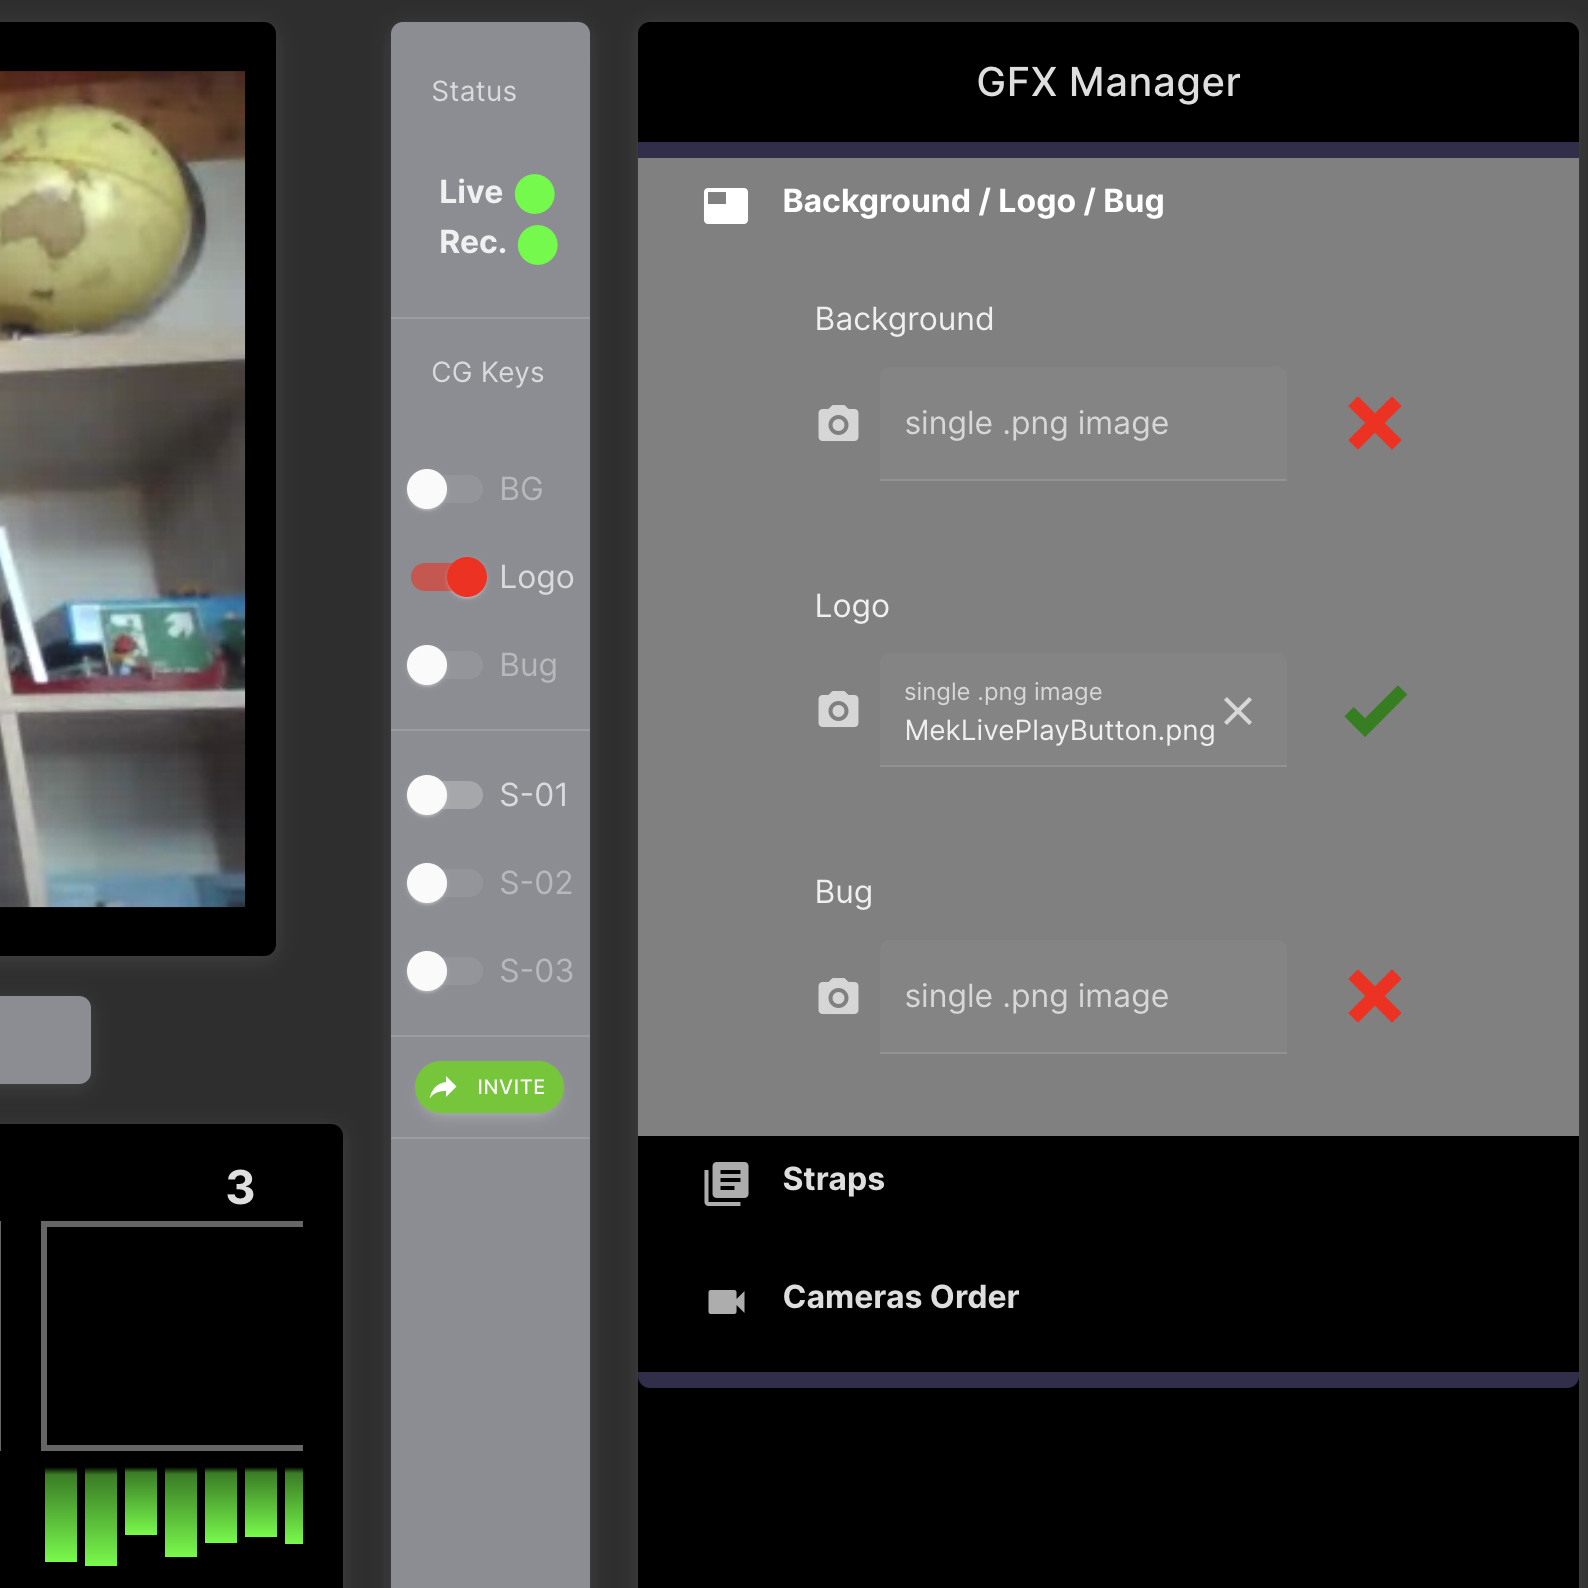 Status
Live
Rec.
CG Keys
BG
Logo
Bug
S-01
S-02
S-03
INVITE
3
GFX Manager
Background / Logo / Bug
Background
single .png image
Logo
single .png image
MekLivePlayButton.png
Bug
single .png image
Straps
Cameras Order